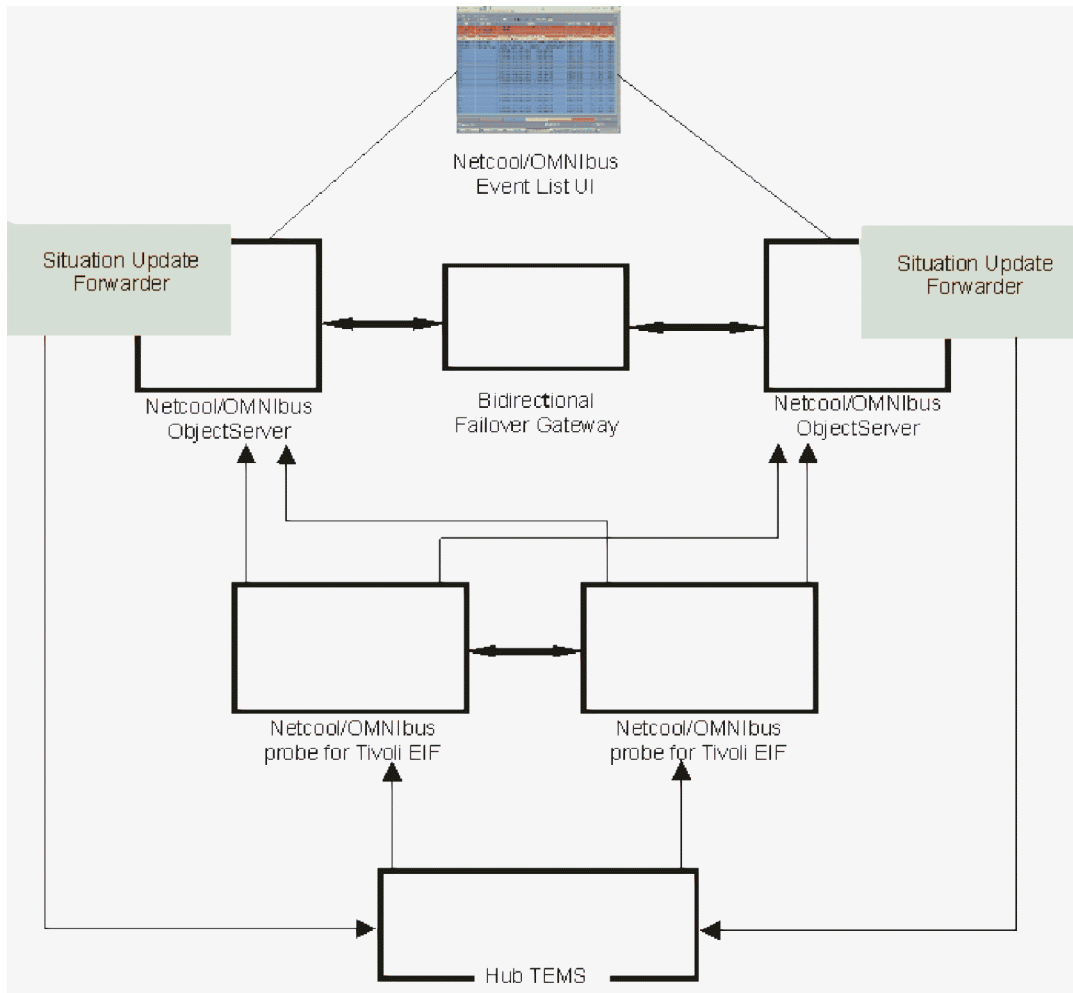 Netcool/OMNIbus
Event List UI
Situation Update
Forwarder
Situation Update
Forwarder
Netcool/OMNIbus
ObjectServer
Bidirectional
Failover Gateway
Netcool/OMNIbus
ObjectServer
Netcool/OMNIbus
probe for Tivoli EIF
Netcool/OMNIbus
probe for Tivoli EIF
Hub TEMS